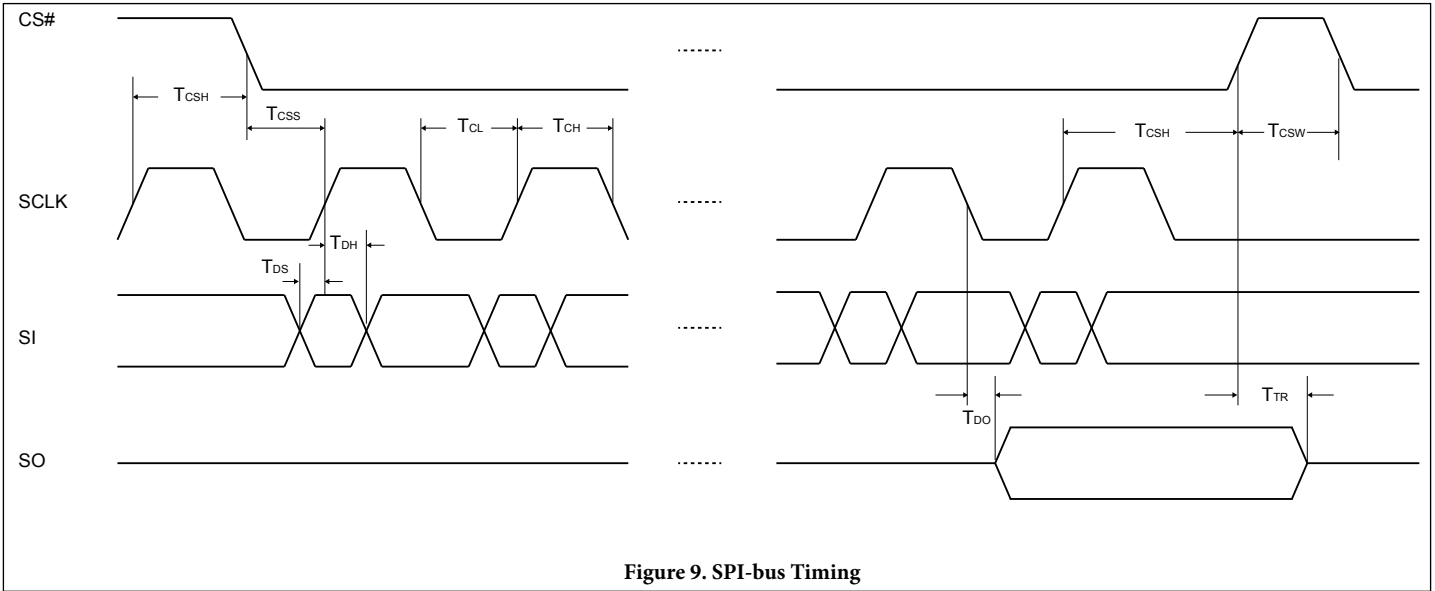 CS#
TCSH
TCSS
TCL
TCH
TCSH
TCSW
SCLK
TDH
TDS
SI
TTR
TDO
SO
Figure 9. SPI-bus Timing